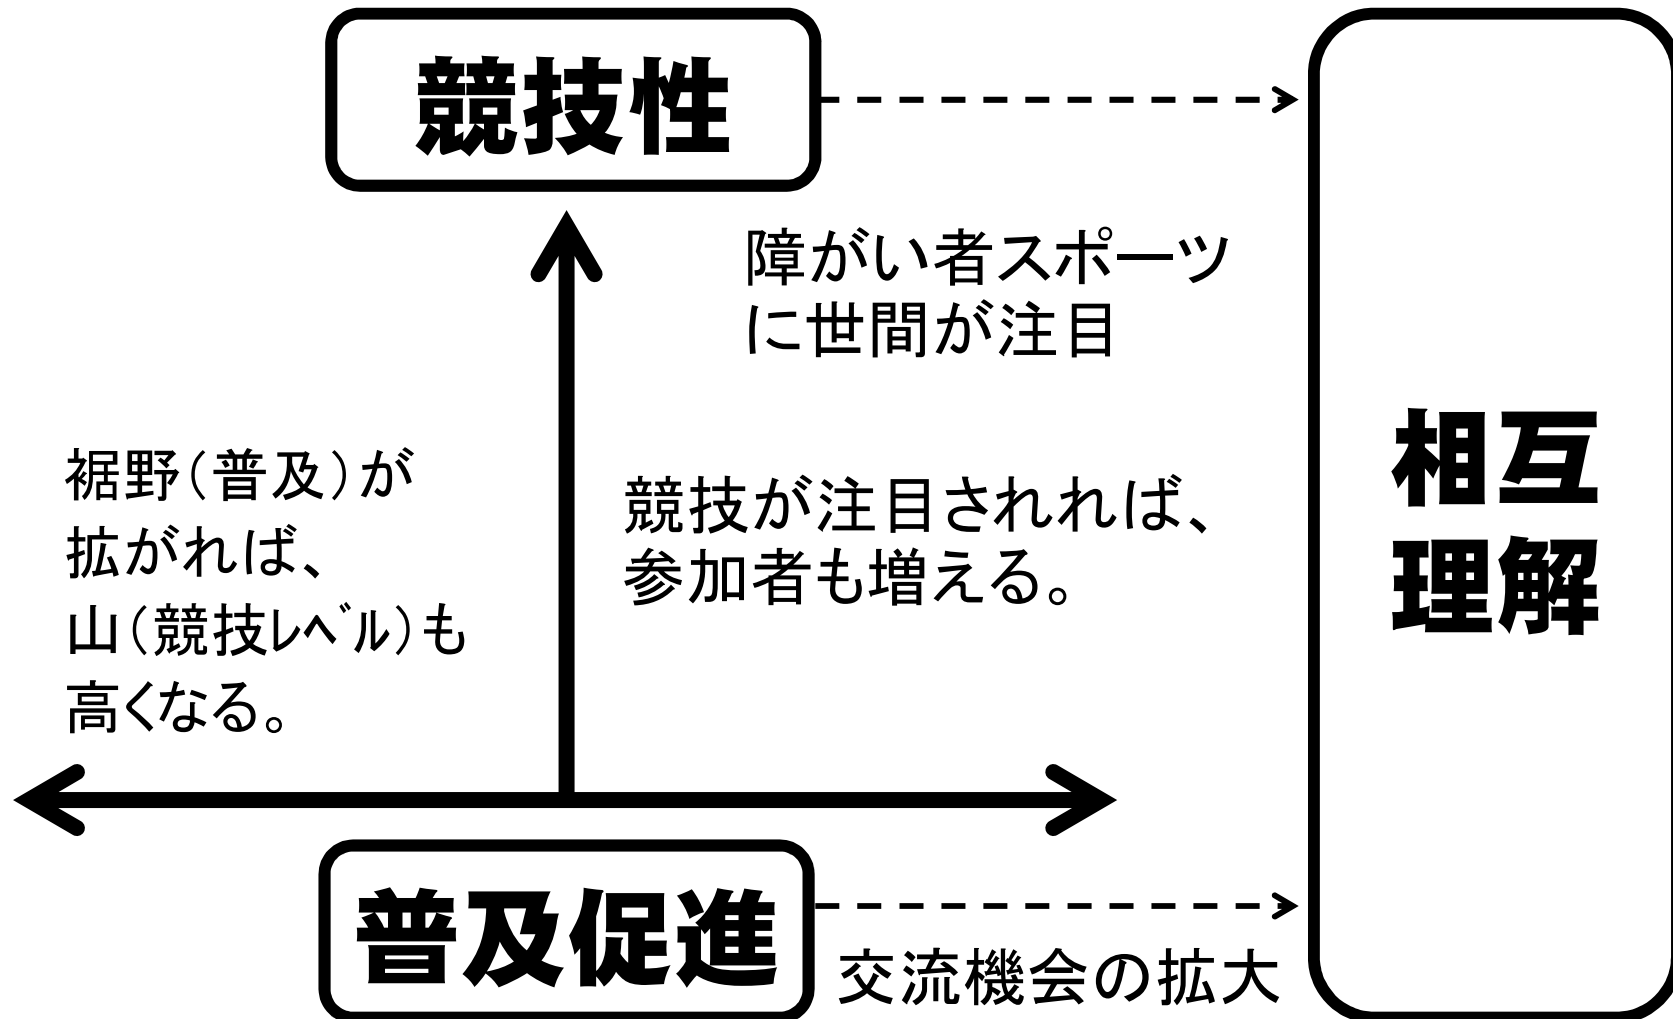 競技性
障がい者スポーツ
に世間が注目
相互
理解
裾野(普及)が
拡がれば、
山(競技ﾚﾍﾞﾙ)も
高くなる。
競技が注目されれば、
参加者も増える。
普及促進
交流機会の拡大